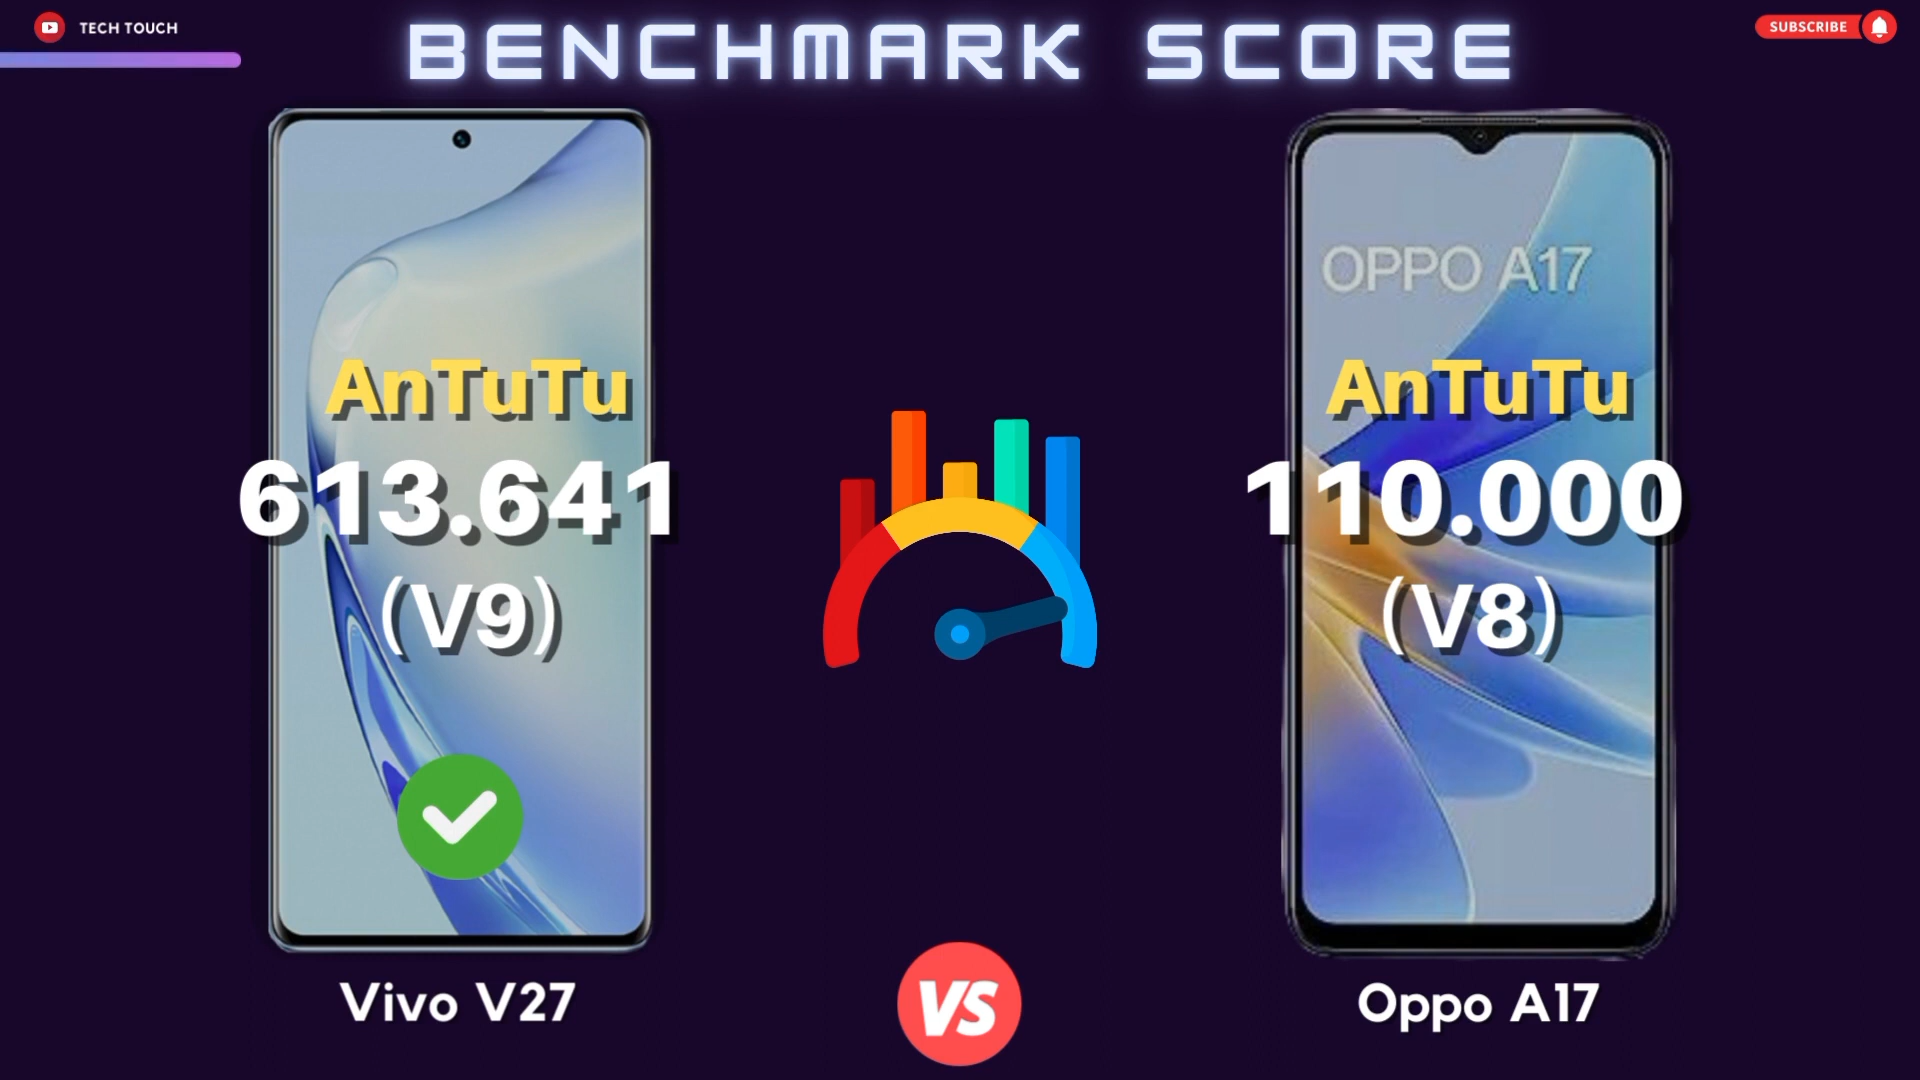 TECH TOUCH
BENCHMARK SCORE
SUBSCRIBE
OPPO A17
AnTuTu
613.641
(V9)
AnTuTu
110.000
(V8)
Vivo V27
VS
Oppo A17